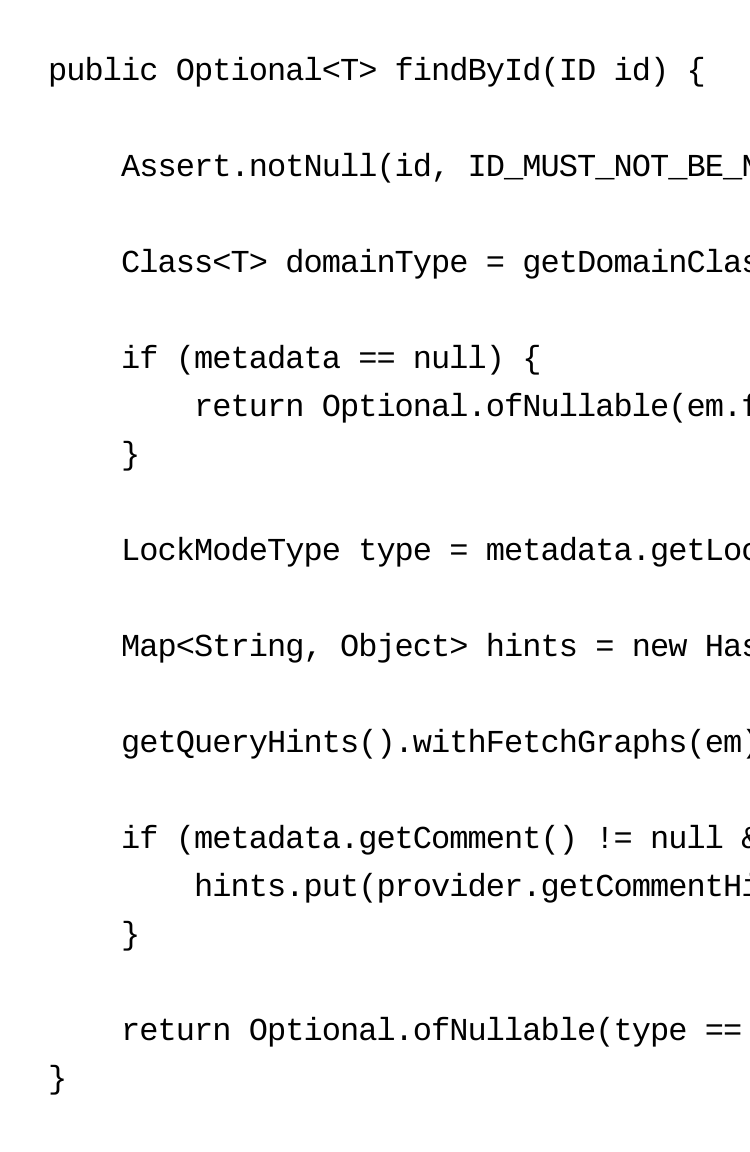 public Optional<T> findById(ID id) {
Assert.notNull(id, ID_MUST_NOT_BE_
Class<T> domainType = getDomainClas
if (metadata == null) {
return Optional.ofNullable(em.f
}
LockModeType type = metadata.getLoc
Map<String, Object> hints = new Has
getQueryHints().withFetchGraphs(em)
if (metadata.getComment() != null &
hints.put(provider.getCommentHi
}
return Optional.ofNullable(type ==
}